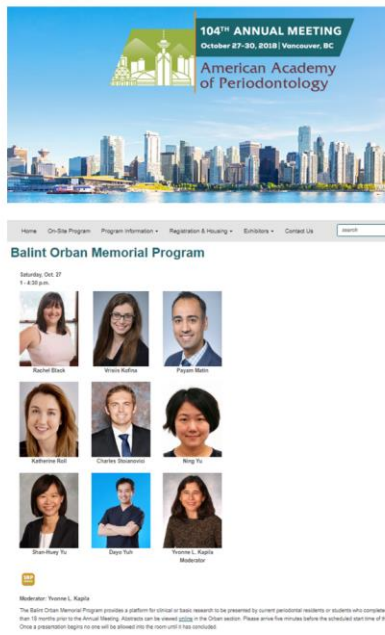 104TH ANNUAL MEETING
October 27-30, 2018 | Vancouver, BC
American Academy
of Periodontology
Home On-Site Program Program Information Registration & Housing Exhibitors Contact Us search
Balint Orban Memorial Program
Saturday, Oct. 27
1 - 4:30 p.m.
Rachel Black Payam Matin
Katherine Roll Charles Stoianovici Ning Yu
Shan-Huey Yu Dayo Yuh Yvonne L. Kapila
Moderator
Moderator: Yvonne L. Kapila
The Balint Orban Memorial Program provides a platform for clinical or basic research to be presented by current periodontal residents or students who complete
than 18 months prior to the Annual Meeting. Abstracts can be viewed online in the Orban section. Please arrive five minutes before the scheduled start time of
Once a presentation begins no one will be allowed into the room until it has concluded.